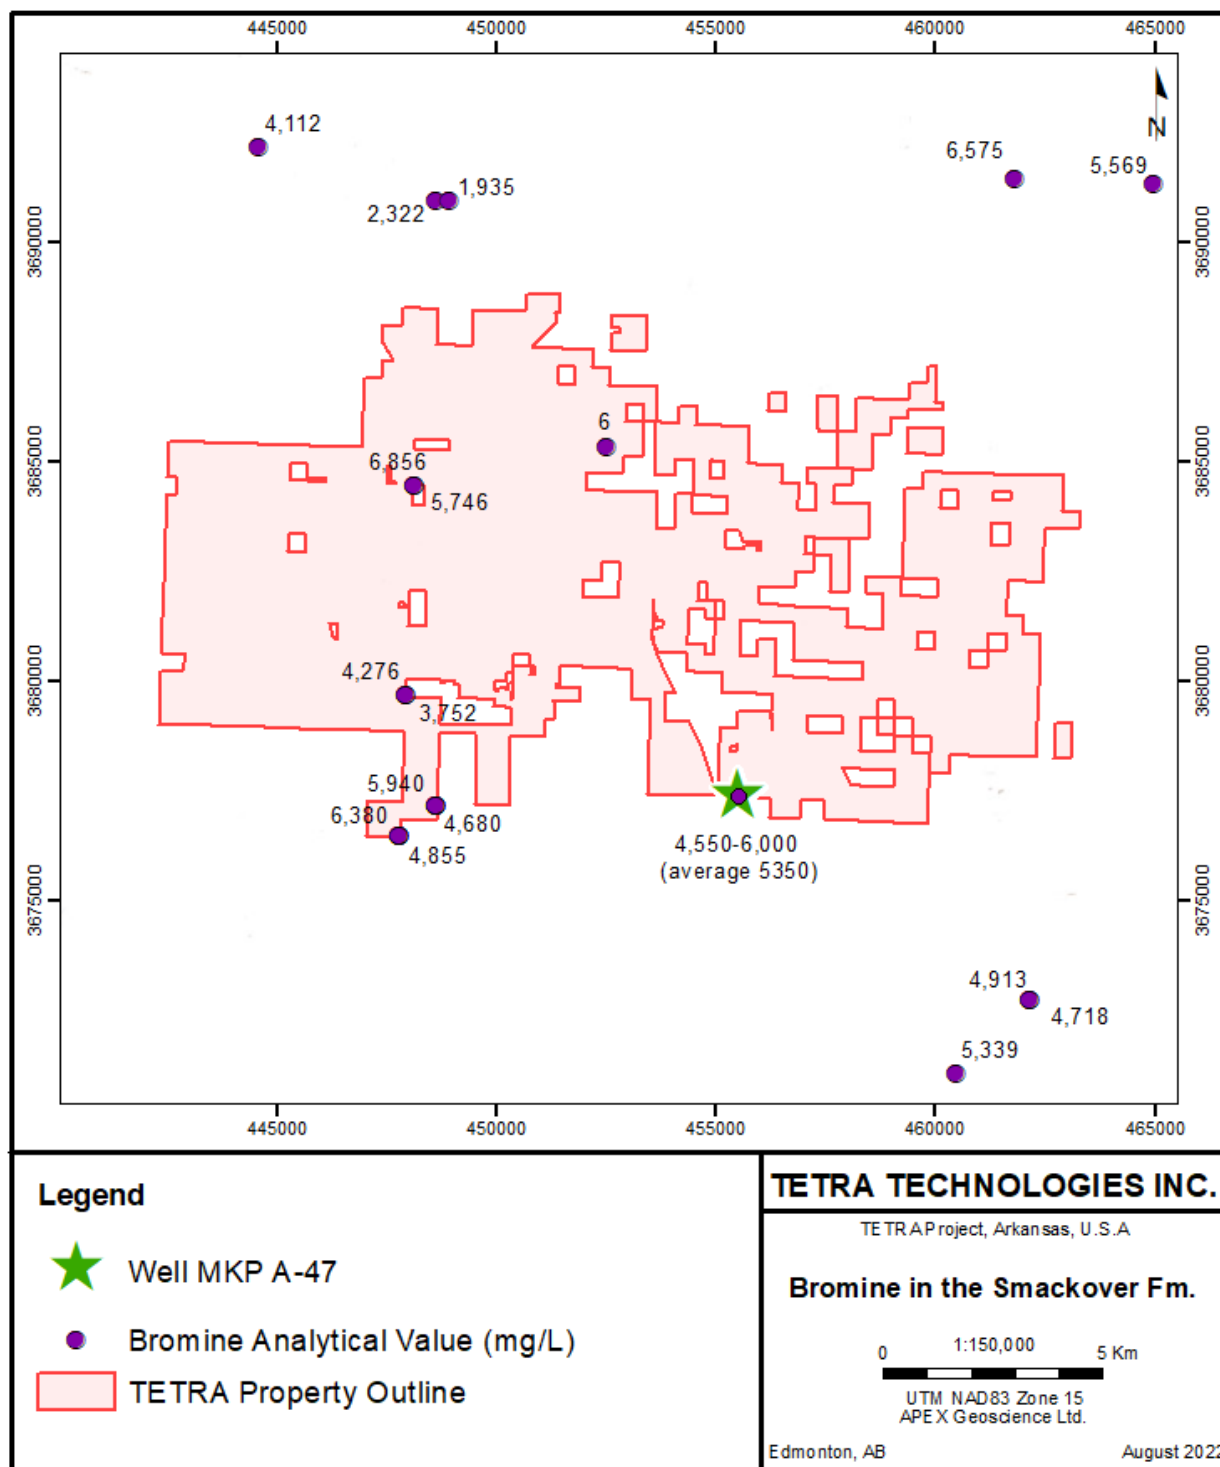 445000 450000 455000 460000 465000
N
4,112
6,575
5,569
1,935
2,322
3690000
3690000
6
6,856
5,746
3685000
3685000
4,276
3,752
3680000
3680000
5,940
6,380
4,680
4,855
4,550-6,000
(average 5350)
3675000
3675000
4,913
4,718
5,339
445000 450000 455000 460000 465000
Legend
Well MKP A-47
Bromine Analytical Value (mg/L)
TETRA Property Outline
TETRA TECHNOLOGIES INC.
TETRA Project, Arkansas, U.S.A
Bromine in the Smackover Fm.
1:150,000
0 5 Km
UTM NAD83 Zone 15
APEX Geoscience Ltd.
Edmonton, AB August 2022